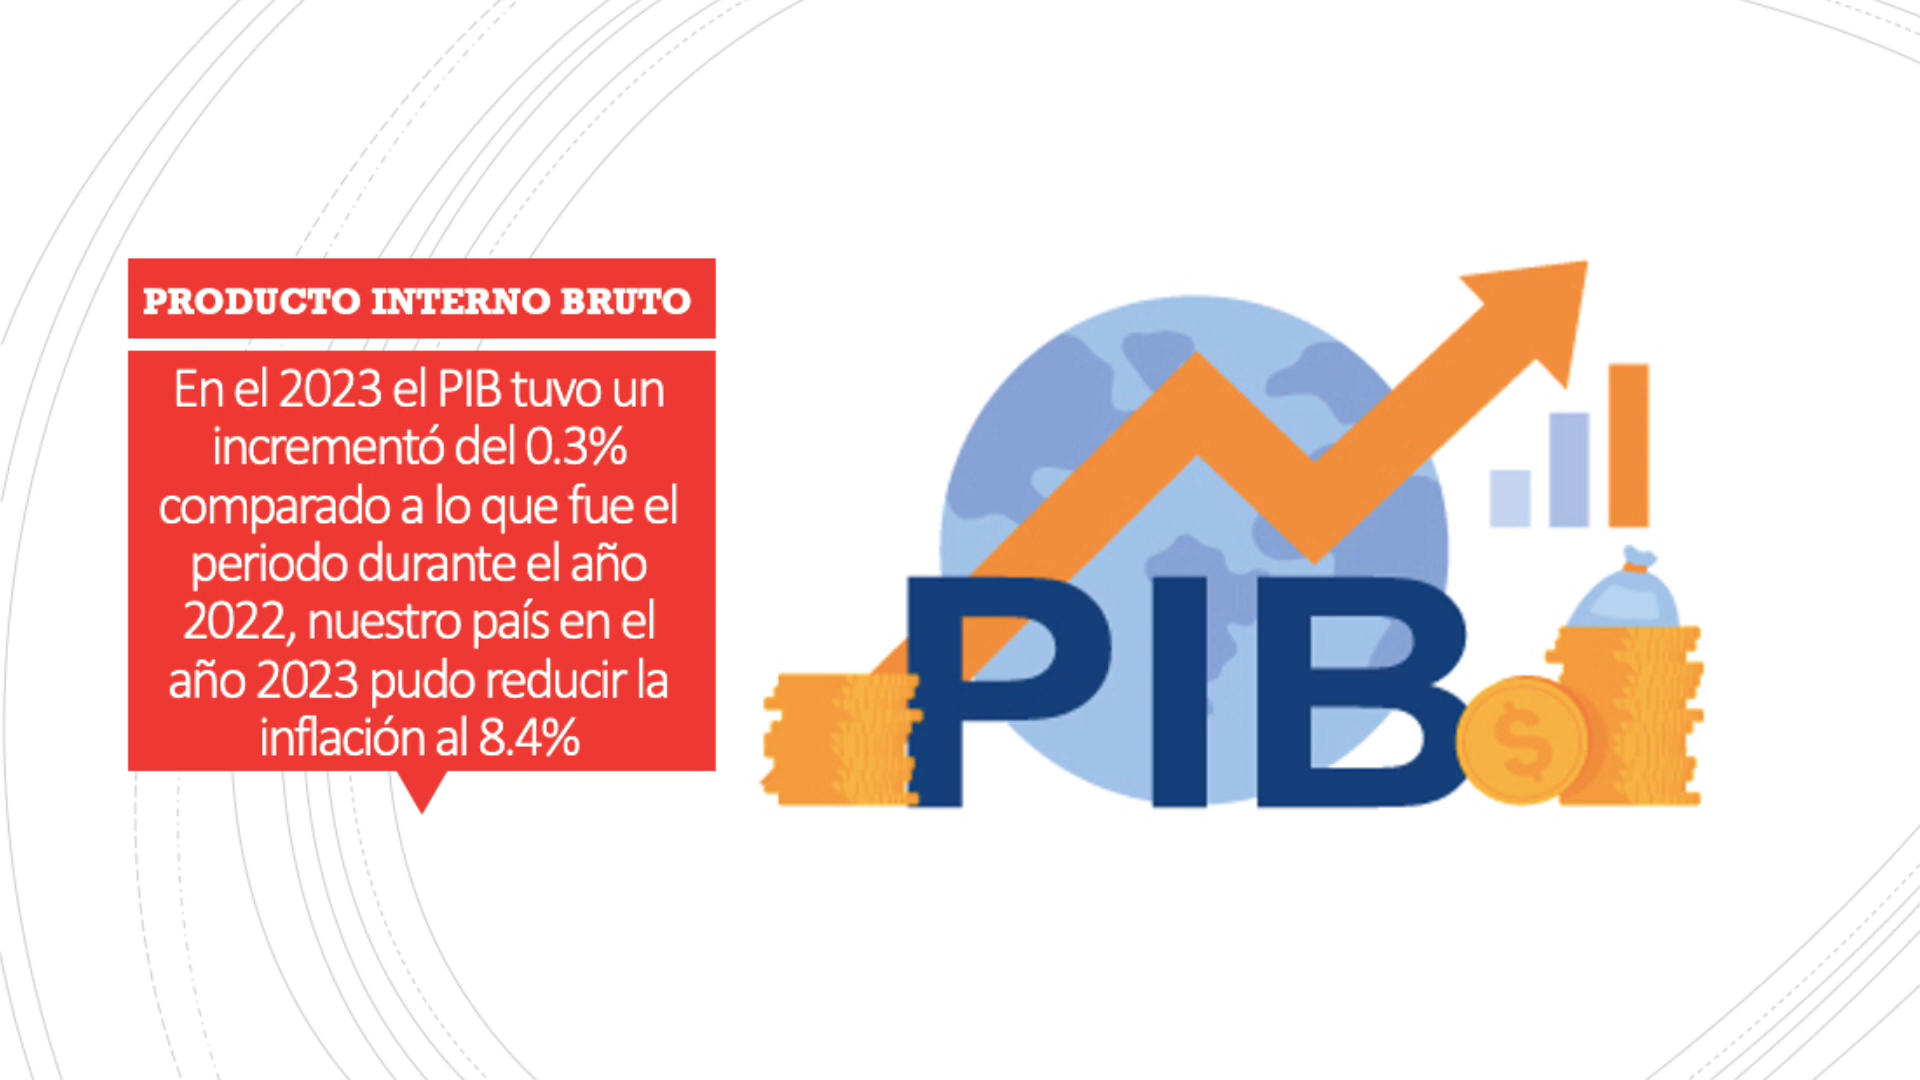 PRODUCTO INTERNO BRUTO
En el 2023 el PIB tuvo un
incrementó del 0.3%
comparado a lo que fue el
periodo durante el año
2022, nuestro país en el
año 2023 pudo reducir la
inflación al 8.4%
PIB
$